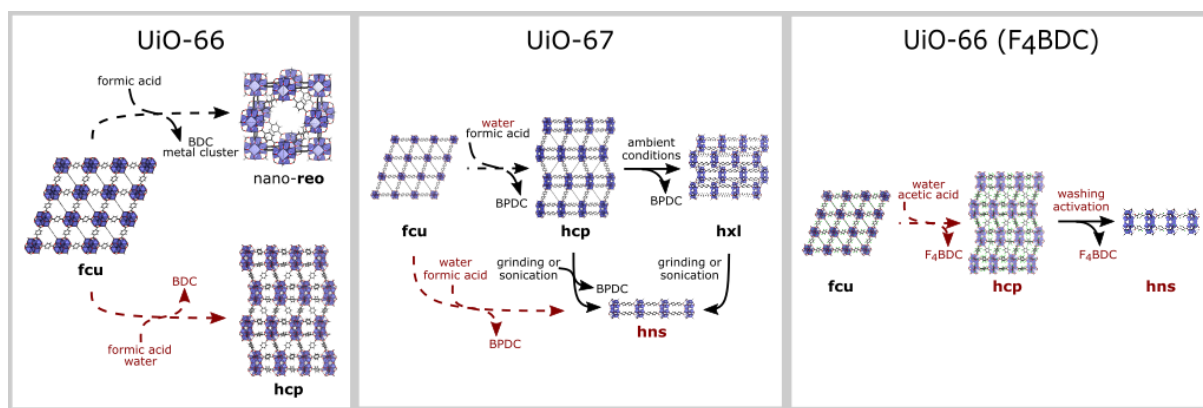 UiO-66
formic acid
BDC
metal cluster
nano-reo
fcu
BDC
formic acid
water
hcp
UiO-67
water
formic acid
BPDC
ambient
conditions
BPDC
fcu
hcp
hxl
water
formic acid
BPDC
grinding or
sonication
BPDC
grinding or
sonication
hns
UiO-66 (F4BDC)
water
acetic acid
F4BDC
washing
activation
F4BDC
fcu
hcp
hns